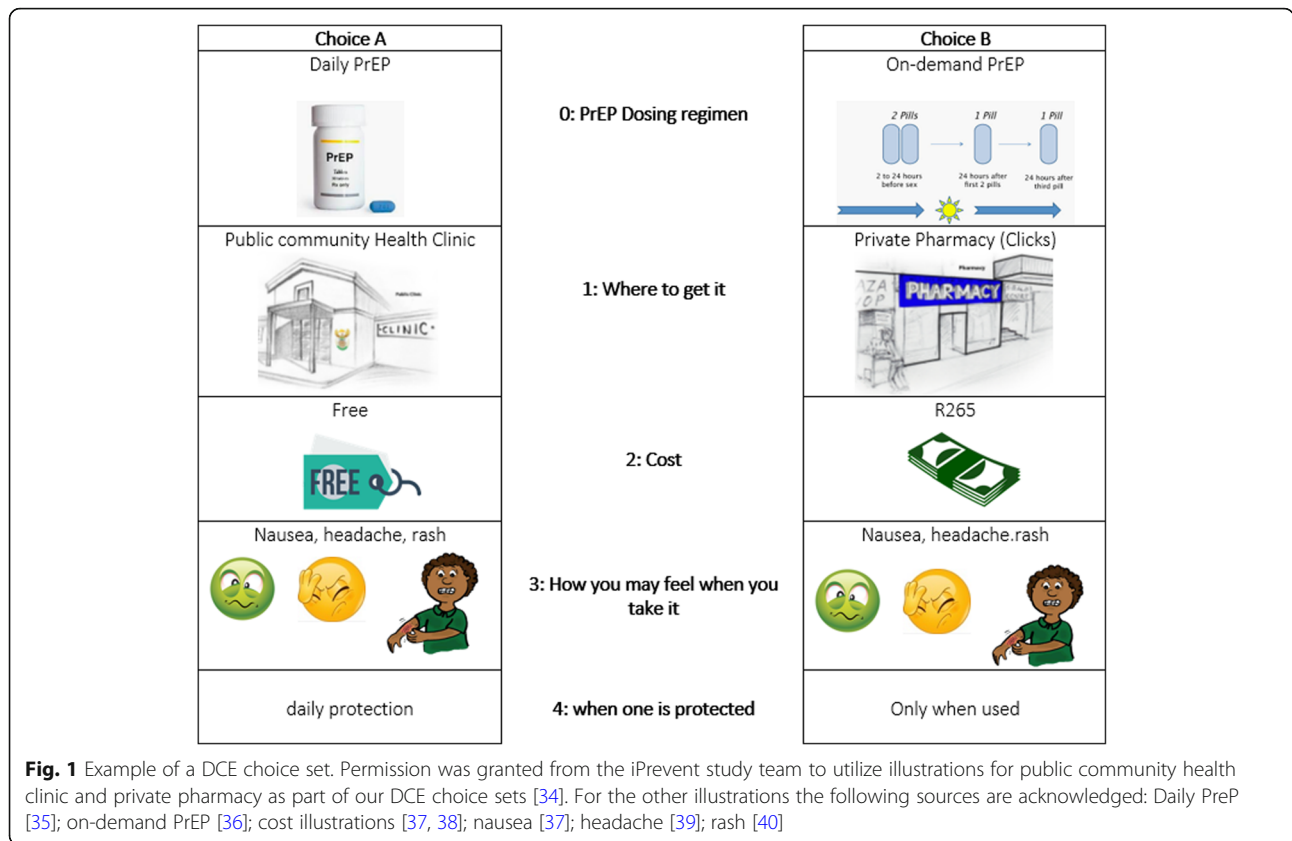 Choice A
Choice B
Daily PrEP
On-demand PrEP
0: PrEP Dosing regimen
PrEP
Rx only
2 Pills
1 Pill
1 Pill
2 to 24 hours
before sex
24 hours after
first 2 pills
24 hours after
third pill
Public community Health Clinic
Private Pharmacy (Clicks)
1: Where to get it
Public Clinic
CLINIC
Pharmacy
PHARMACY
Free
R265
2: Cost
FREE
Nausea, headache, rash
Nausea, headache.rash
3: How you may feel when you
take it
daily protection
4: when one is protected
Only when used
Fig. 1 Example of a DCE choice set. Permission was granted from the iPrevent study team to utilize illustrations for public community health
clinic and private pharmacy as part of our DCE choice sets [34]. For the other illustrations the following sources are acknowledged: Daily PreP
[35]; on-demand PrEP [36]; cost illustrations [37, 38]; nausea [37]; headache [39]; rash [40]